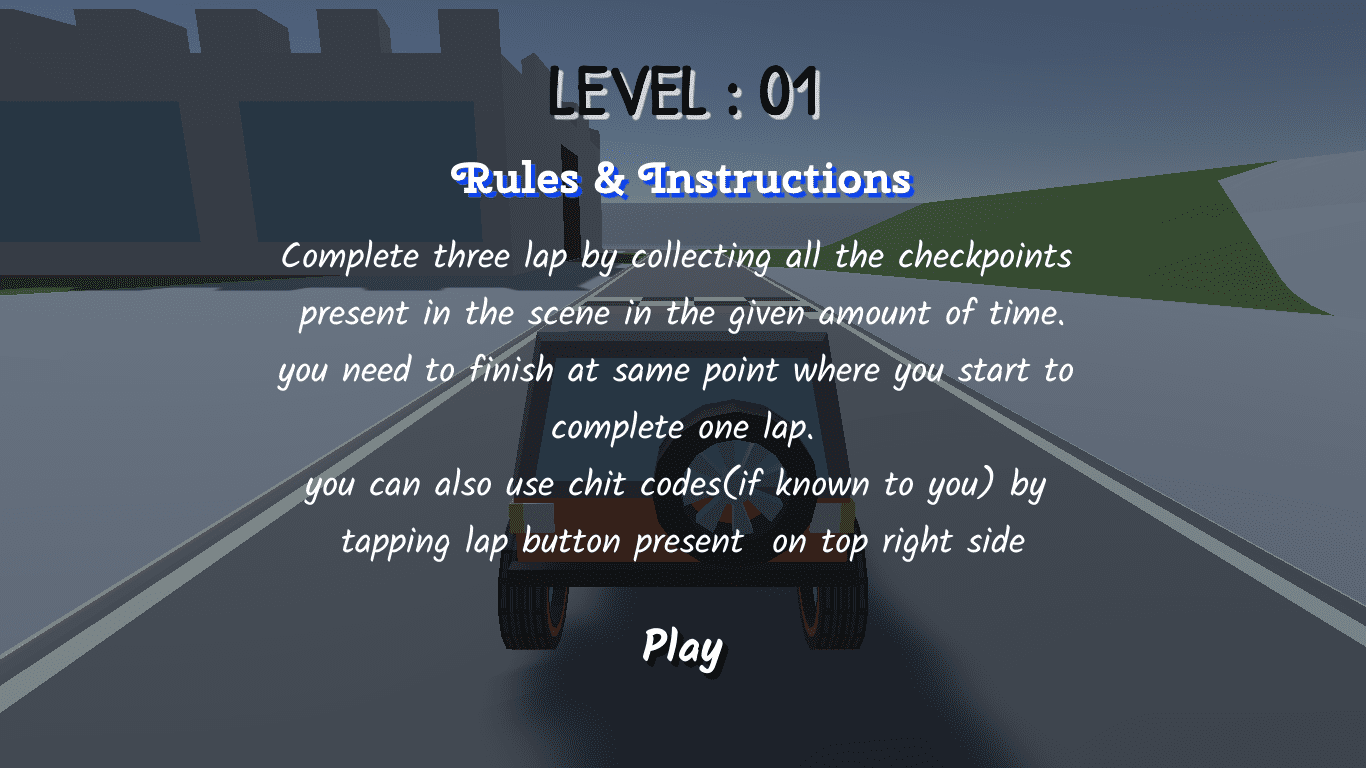 LEVEL : 01
Rules & Instructions
Complete three lap by collecting all the checkpoints
present in the scene in the given amount of time.
you need to finish at same point where you start to
complete one lap.
you can also use chit codes(if known to you) by
tapping lap button present  on top right side
Play